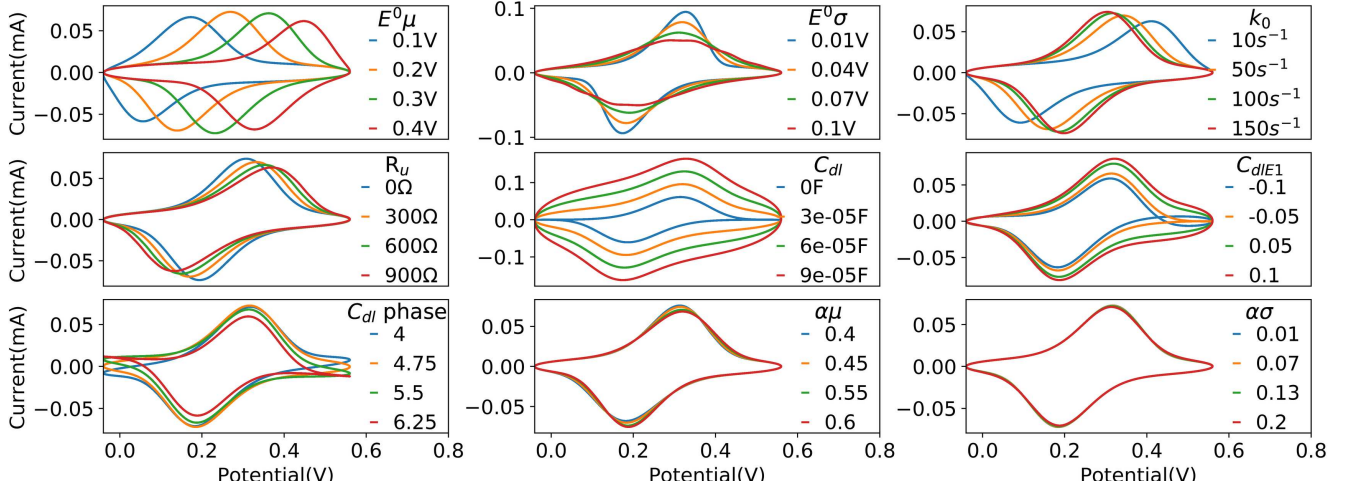 Current(mA)
0.05
0.00
−0.05
E⁰μ
0.1V
0.2V
0.3V
0.4V
0.1
0.0
−0.1
E⁰σ
0.01V
0.04V
0.07V
0.1V
0.05
0.00
−0.05
k₀
10s⁻¹
50s⁻¹
100s⁻¹
150s⁻¹
Current(mA)
0.05
0.00
−0.05
Rᵤ
0Ω
300Ω
600Ω
900Ω
0.1
0.0
−0.1
C_dl
0F
3e-05F
6e-05F
9e-05F
0.05
0.00
−0.05
C_dlE1
-0.1
-0.05
0.05
0.1
Current(mA)
0.05
0.00
−0.05
C_dl phase
4
4.75
5.5
6.25
0.0 0.2 0.4 0.6 0.8
Potential(V)
0.05
0.00
−0.05
αμ
0.4
0.45
0.55
0.6
0.0 0.2 0.4 0.6 0.8
Potential(V)
0.05
0.00
−0.05
ασ
0.01
0.07
0.13
0.2
0.0 0.2 0.4 0.6 0.8
Potential(V)